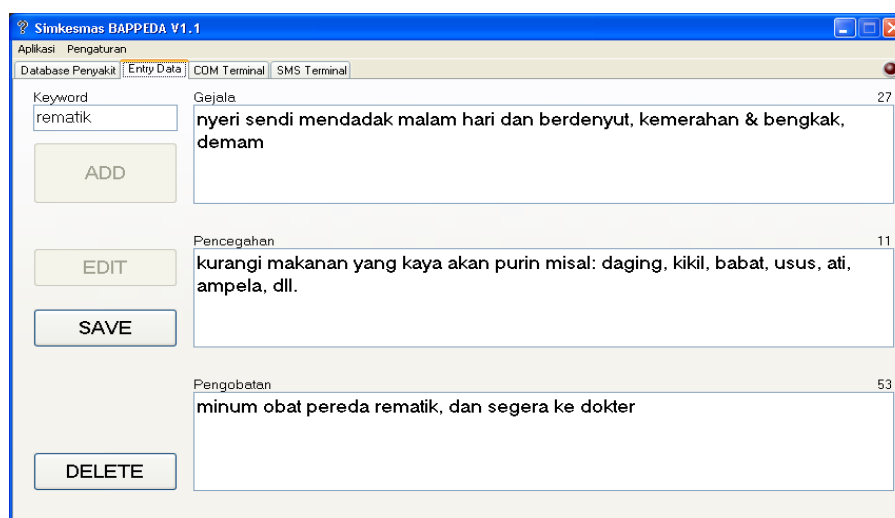 Simkesmas BAPPEDA V1.1
Aplikasi Pengaturan
Database Penyakit Entry Data COM Terminal SMS Terminal
Keyword
rematik
ADD
EDIT
SAVE
DELETE
Gejala 27
nyeri sendi mendadak malam hari dan berdenyut, kemerahan & bengkak,
demam
Pencegahan 11
kurangi makanan yang kaya akan purin misal: daging, kikil, babat, usus, ati,
ampela, dll.
Pengobatan 53
minum obat pereda rematik, dan segera ke dokter